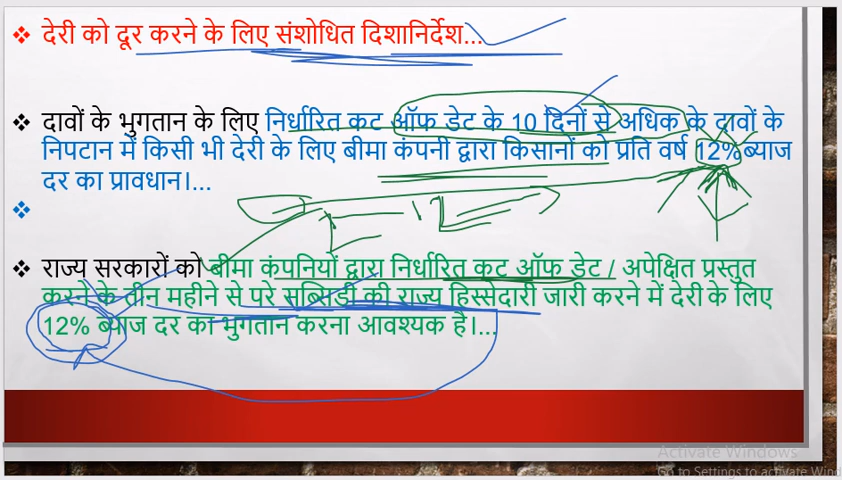 ❖ देरी को दूर करने के लिए संशोधित दिशानिर्देश...
❖ दावों के भुगतान के लिए निर्धारित कट ऑफ डेट के 10 दिनों से अधिक के दावों के
निपटान में किसी भी देरी के लिए बीमा कंपनी द्वारा किसानों को प्रति वर्ष 12% ब्याज
दर का प्रावधान।...
❖
❖ राज्य सरकारों को बीमा कंपनियों द्वारा निर्धारित कट ऑफ डेट / अपेक्षित प्रस्तुत
करने के तीन महीने से परे सब्सिडी की राज्य हिस्सेदारी जारी करने में देरी के लिए
12% ब्याज दर का भुगतान करना आवश्यक है।...
Activate Windows
Go to Settings to activate Wind